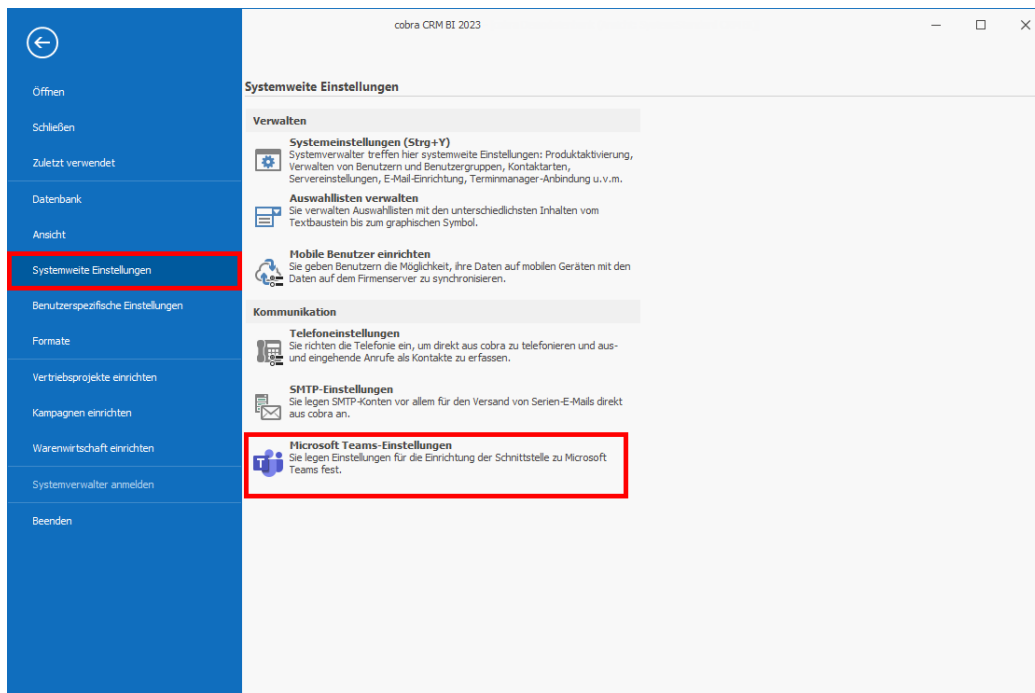 cobra CRM BI 2023
Öffnen
Schließen
Zuletzt verwendet
Datenbank
Ansicht
Systemweite Einstellungen
Benutzerspezifische Einstellungen
Formate
Vertriebsprojekte einrichten
Kampagnen einrichten
Warenwirtschaft einrichten
Systemverwalter anmelden
Beenden
Systemweite Einstellungen
Verwalten
Systemeinstellungen (Strg+Y)
Systemverwalter treffen hier systemweite Einstellungen: Produktaktivierung,
Verwalten von Benutzern und Benutzergruppen, Kontaktarten,
Servereinstellungen, E-Mail-Einrichtung, Terminmanager-Anbindung u.v.m.
Auswahllisten verwalten
Sie verwalten Auswahllisten mit den unterschiedlichsten Inhalten vom
Textbaustein bis zum graphischen Symbol.
Mobile Benutzer einrichten
Sie geben Benutzern die Möglichkeit, ihre Daten auf mobilen Geräten mit den
Daten auf dem Firmenserver zu synchronisieren.
Kommunikation
Telefoneinstellungen
Sie richten die Telefonie ein, um direkt aus cobra zu telefonieren und aus-
und eingehende Anrufe als Kontakte zu erfassen.
SMTP-Einstellungen
Sie legen SMTP-Konten vor allem für den Versand von Serien-E-Mails direkt
aus cobra an.
Microsoft Teams-Einstellungen
Sie legen Einstellungen für die Einrichtung der Schnittstelle zu Microsoft
Teams fest.